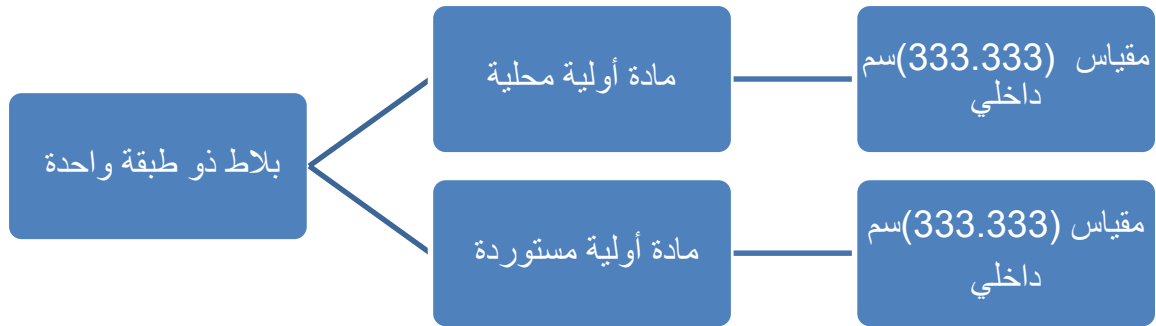 بلاط ذو طبقة واحدة
مادة أولية محلية
مقياس (333.333)سم
داخلي
مادة أولية مستوردة
مقياس (333.333)سم
داخلي